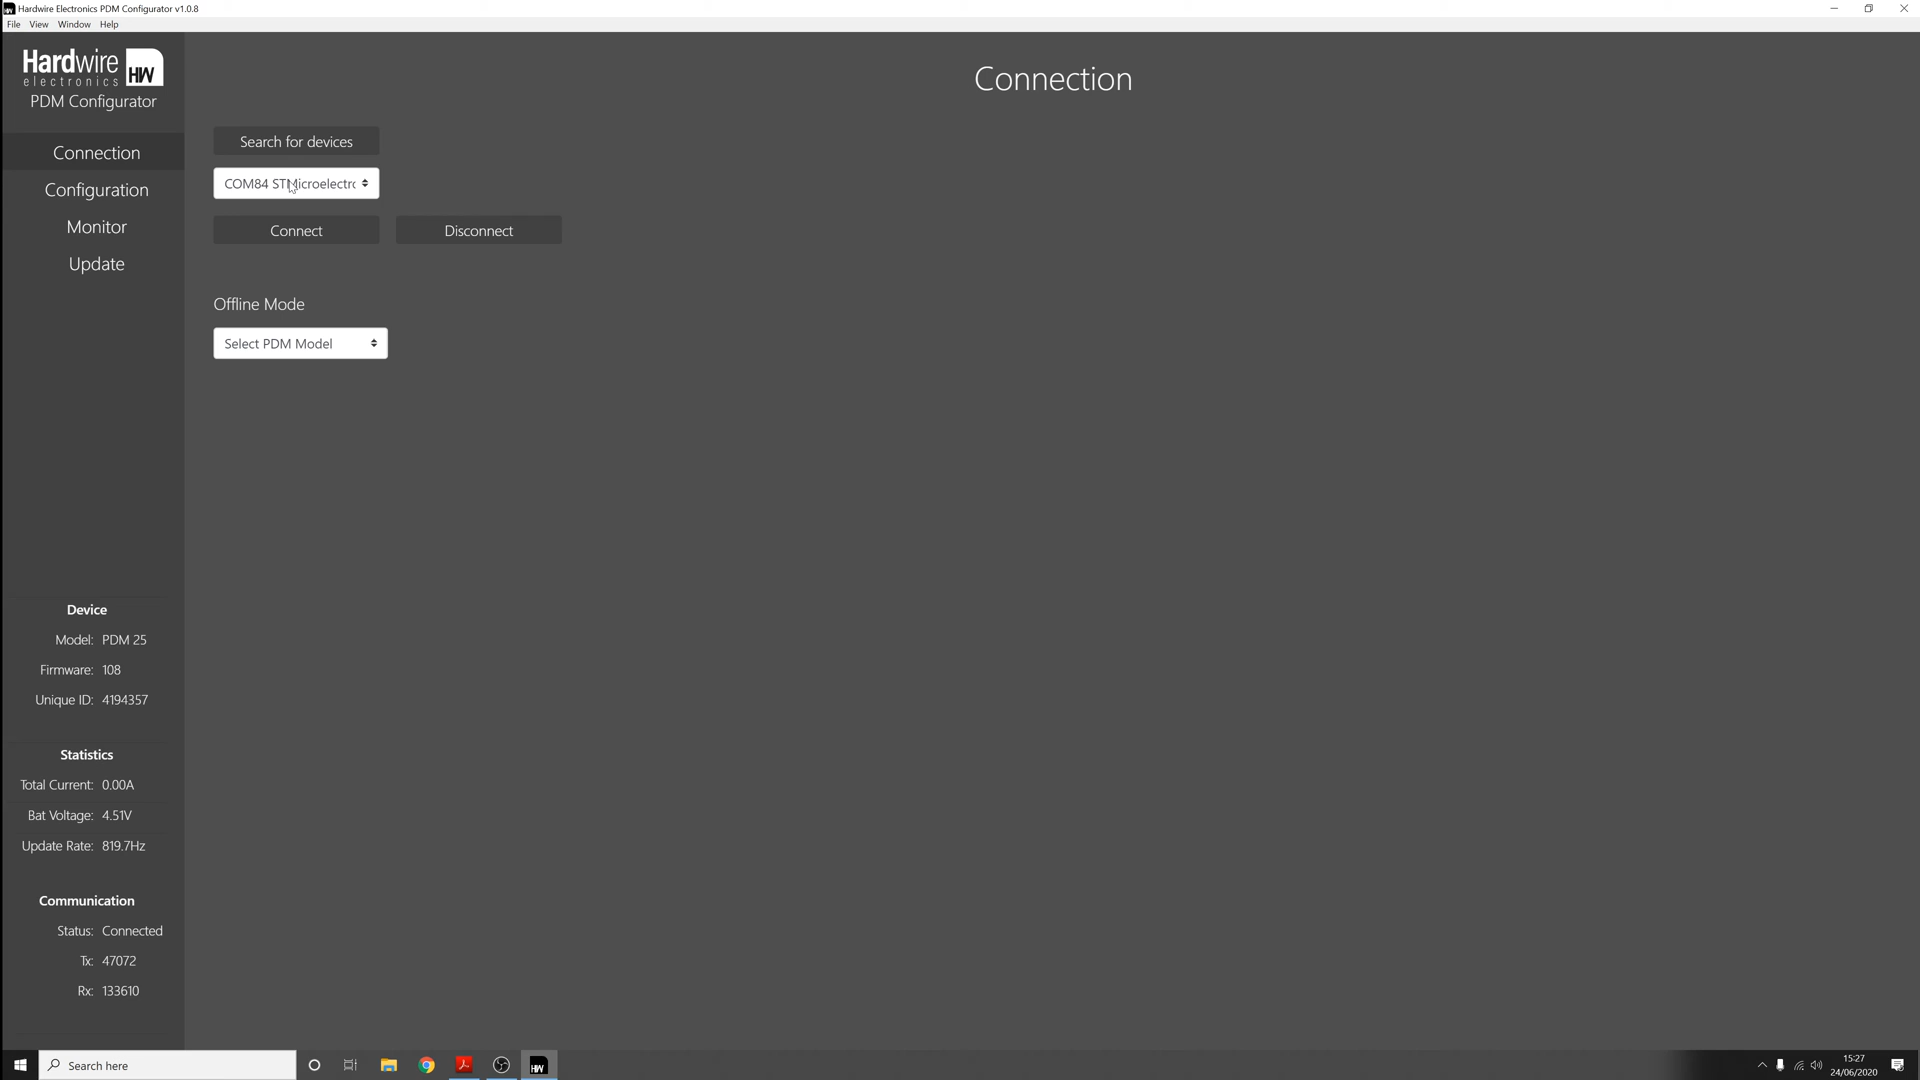 Hardwire Electronics PDM Configurator v1.0.8
File View Window Help
Hardwire
electronics
HW
PDM Configurator
Connection
Configuration
Monitor
Update
Connection
Search for devices
COM84 STMicroelectro
Connect Disconnect
Offline Mode
Select PDM Model
Device
Model: PDM 25
Firmware: 108
Unique ID: 4194357
Statistics
Total Current: 0.00A
Bat Voltage: 4.51V
Update Rate: 819.7Hz
Communication
Status: Connected
Tx: 47072
Rx: 133610
Search here
HW
15:27
24/06/2020